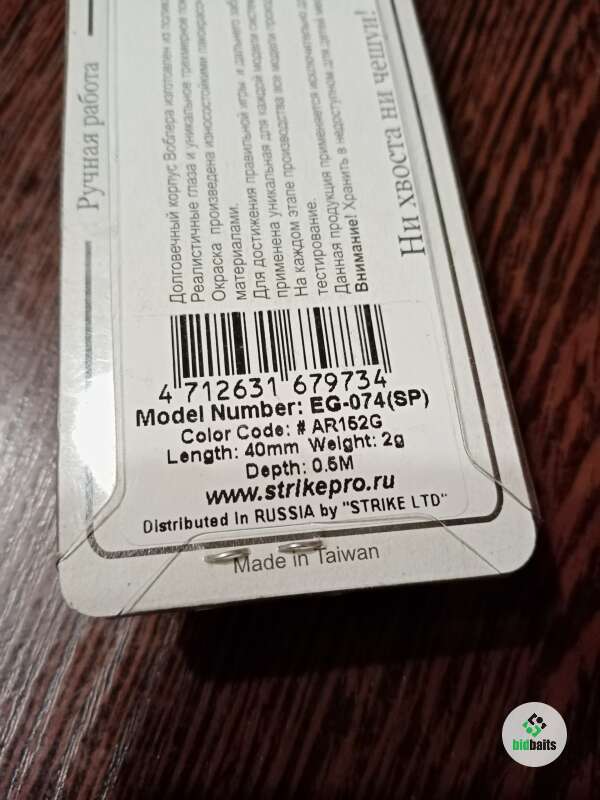 Ручная работа
Долговечный корпус Воблера изготовлен из
Реалистичные глаза и уникальное трехмерное
Окраска произведена износостойкими
материалами.
Для достижения правильной игры и дальнего
применена уникальная для каждой модели
На каждом этапе производства все модели
тестирование.
Данная продукция применяется исключительно
Внимание! Хранить в недоступном для детей
Ни хвоста ни чешуи!
4 712631 679734
Model Number: EG-074(SP)
Color Code: # AR152G
Length: 40mm Weight: 2g
Depth: 0.5M
www.strikepro.ru
Distributed in RUSSIA by "STRIKE LTD"
Made in Taiwan
bidbaits